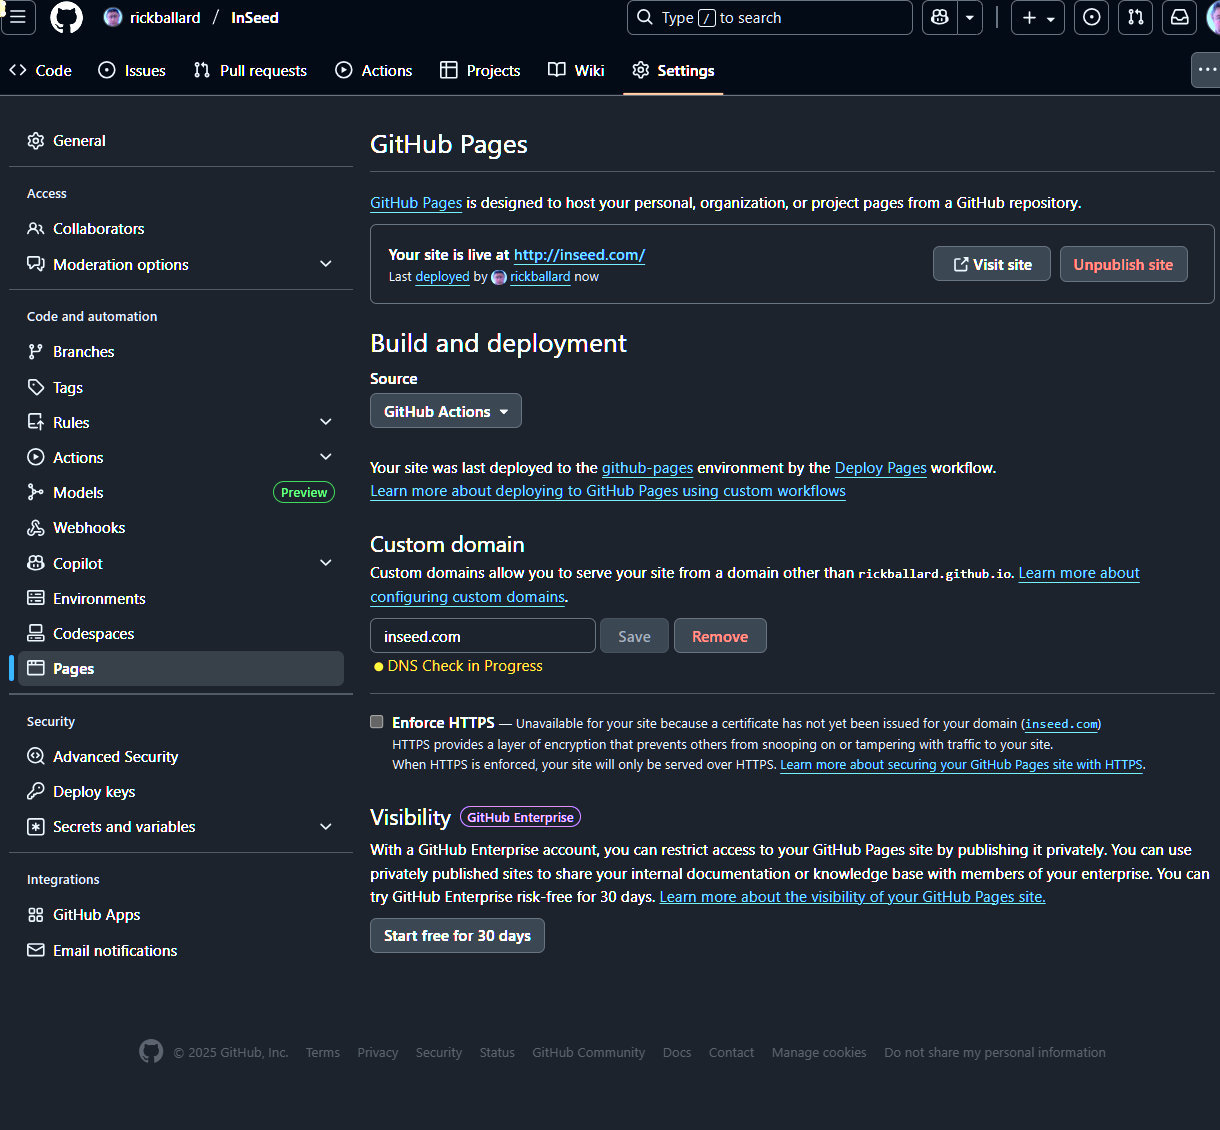 rickballard / InSeed
Type / to search
Code
Issues
Pull requests
Actions
Projects
Wiki
Settings
General
Access
Collaborators
Moderation options
Code and automation
Branches
Tags
Rules
Actions
Models Preview
Webhooks
Copilot
Environments
Codespaces
Pages
Security
Advanced Security
Deploy keys
Secrets and variables
Integrations
GitHub Apps
Email notifications
GitHub Pages
GitHub Pages is designed to host your personal, organization, or project pages from a GitHub repository.
Your site is live at http://inseed.com/
Last deployed by rickballard now
Visit site
Unpublish site
Build and deployment
Source
GitHub Actions
Your site was last deployed to the github-pages environment by the Deploy Pages workflow.
Learn more about deploying to GitHub Pages using custom workflows
Custom domain
Custom domains allow you to serve your site from a domain other than rickballard.github.io. Learn more about
configuring custom domains.
inseed.com
Save
Remove
DNS Check in Progress
Enforce HTTPS — Unavailable for your site because a certificate has not yet been issued for your domain (inseed.com)
HTTPS provides a layer of encryption that prevents others from snooping on or tampering with traffic to your site.
When HTTPS is enforced, your site will only be served over HTTPS. Learn more about securing your GitHub Pages site with HTTPS.
Visibility GitHub Enterprise
With a GitHub Enterprise account, you can restrict access to your GitHub Pages site by publishing it privately. You can use
privately published sites to share your internal documentation or knowledge base with members of your enterprise. You can
try GitHub Enterprise risk-free for 30 days. Learn more about the visibility of your GitHub Pages site.
Start free for 30 days
© 2025 GitHub, Inc. Terms Privacy Security Status GitHub Community Docs Contact Manage cookies Do not share my personal information